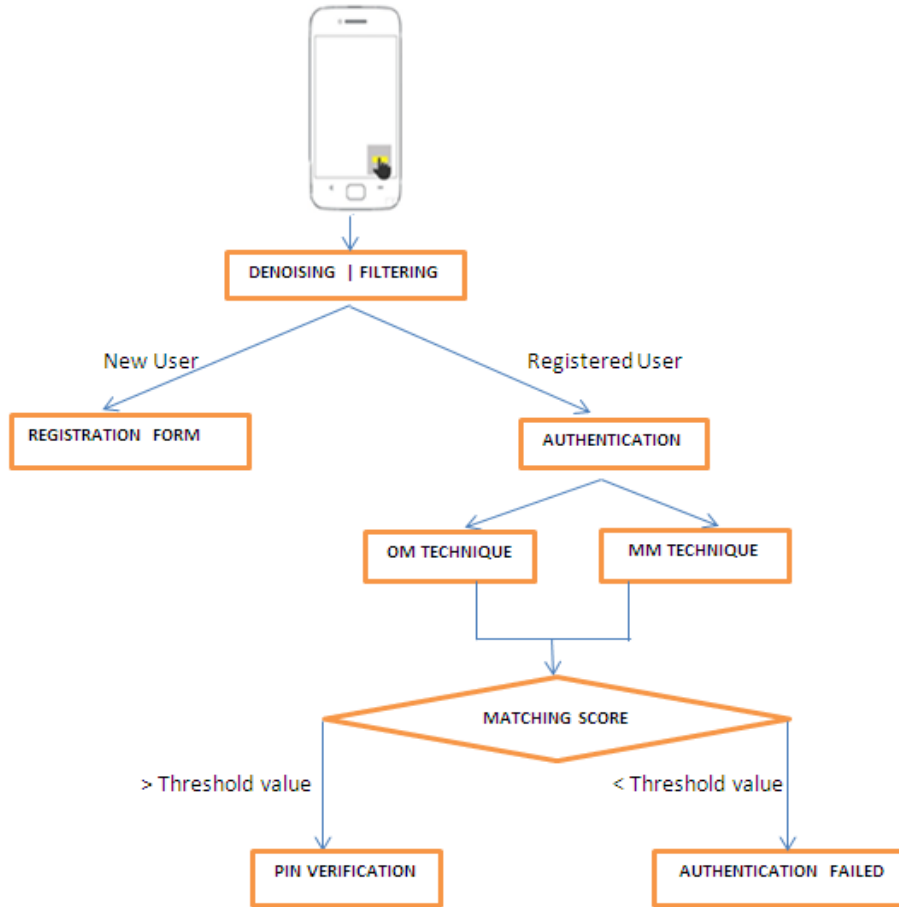 DENOISING | FILTERING
New User
Registered User
REGISTRATION FORM
AUTHENTICATION
OM TECHNIQUE
MM TECHNIQUE
MATCHING SCORE
> Threshold value
< Threshold value
PIN VERIFICATION
AUTHENTICATION FAILED